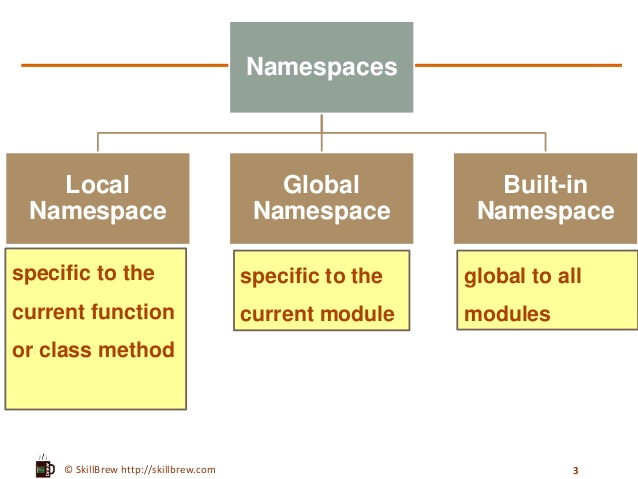 Namespaces
Local
Namespace
Global
Namespace
Built-in
Namespace
specific to the
current function
or class method
specific to the
current module
global to all
modules
© SkillBrew http://skillbrew.com
3